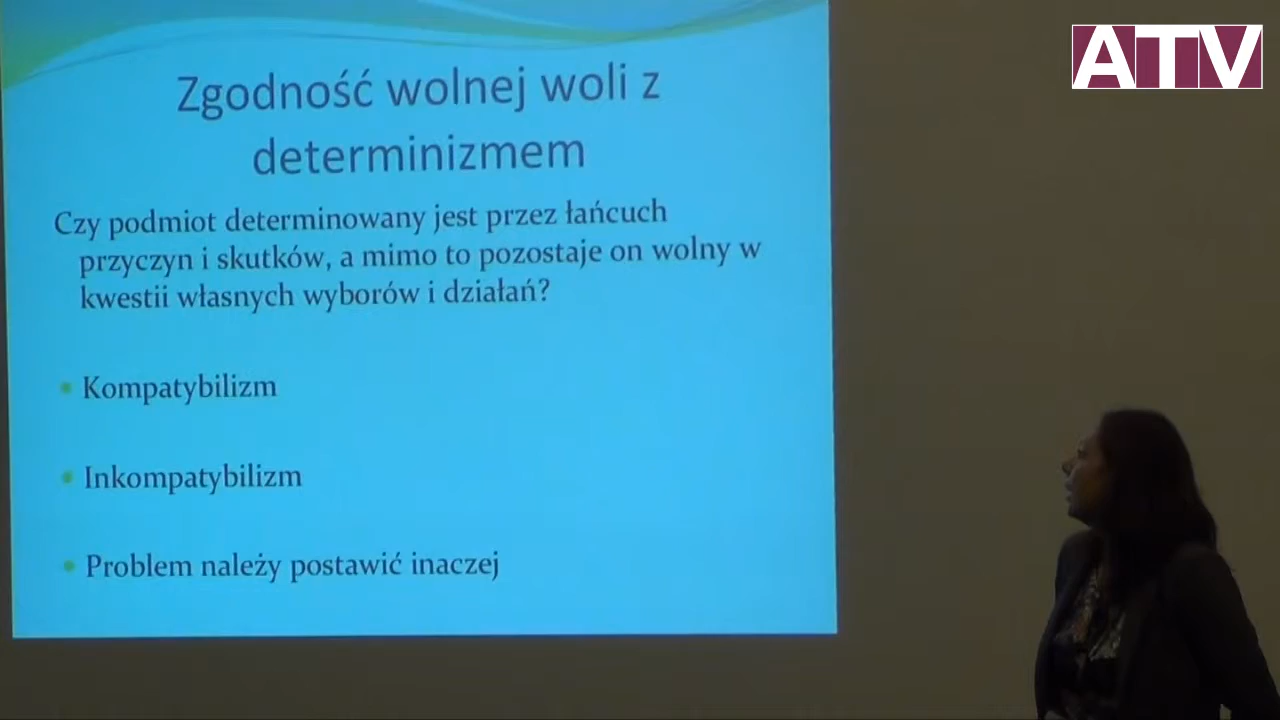 ATV
Zgodność wolnej woli z
determinizmem
Czy podmiot determinowany jest przez łańcuch
przyczyn i skutków, a mimo to pozostaje on wolny w
kwestii własnych wyborów i działań?
Kompatybilizm
Inkompatybilizm
Problem należy postawić inaczej